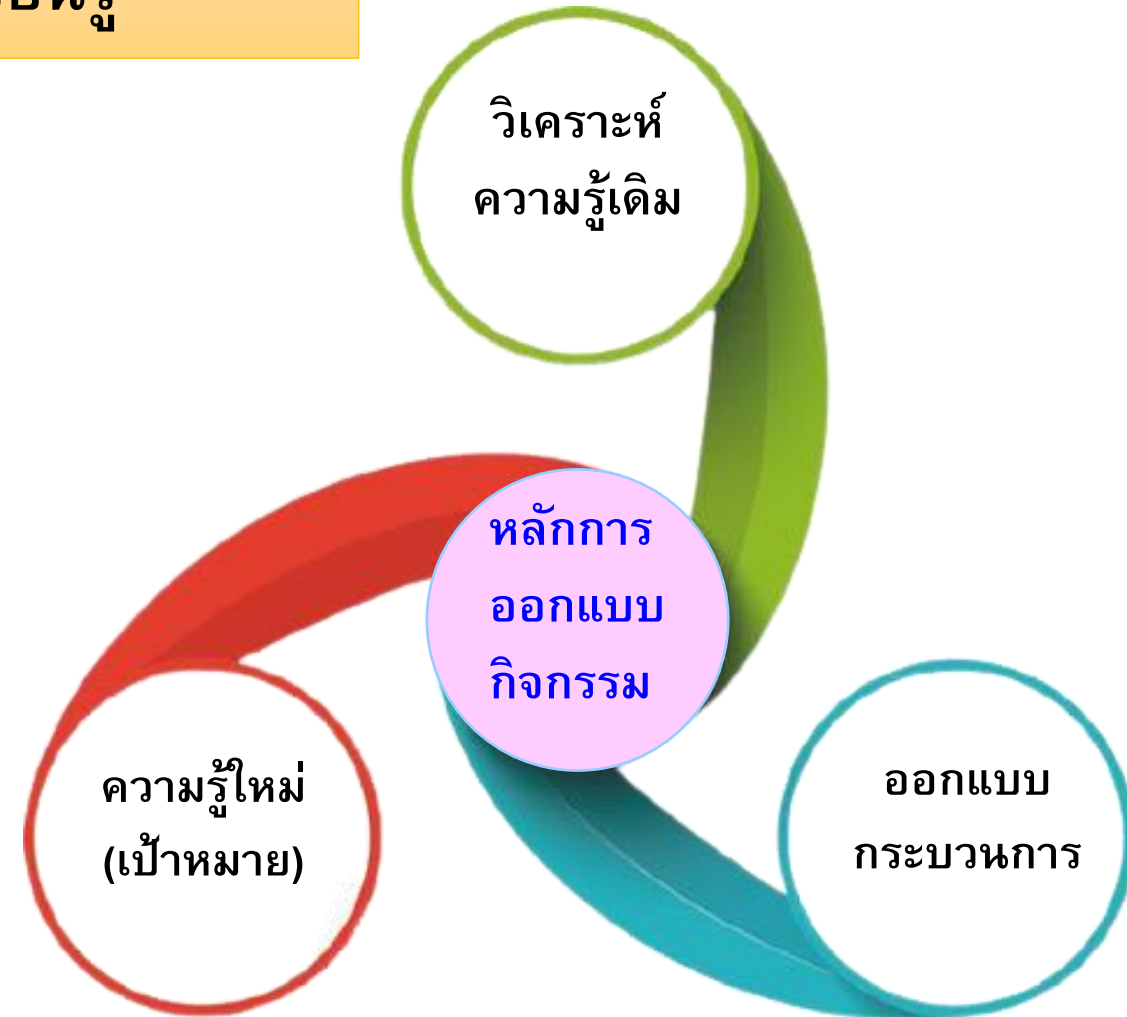 วิเคราะห์
ความรู้เดิม
หลักการ
ออกแบบ
กิจกรรม
ความรู้ใหม่
(เป้าหมาย)
ออกแบบ
กระบวนการ